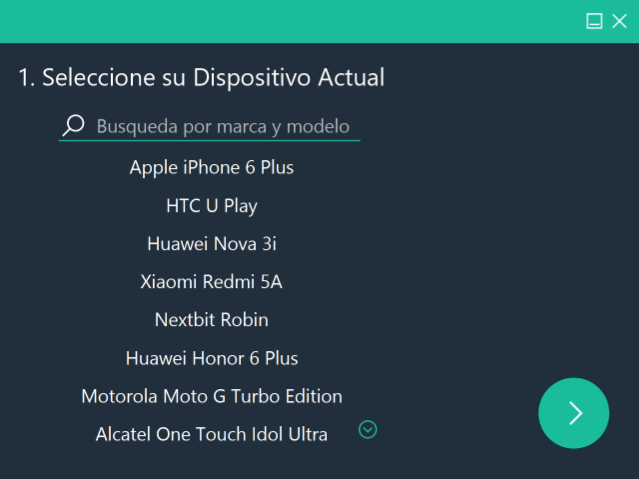 1. Seleccione su Dispositivo Actual
Busqueda por marca y modelo
Apple iPhone 6 Plus
HTC U Play
Huawei Nova 3i
Xiaomi Redmi 5A
Nextbit Robin
Huawei Honor 6 Plus
Motorola Moto G Turbo Edition
Alcatel One Touch Idol Ultra